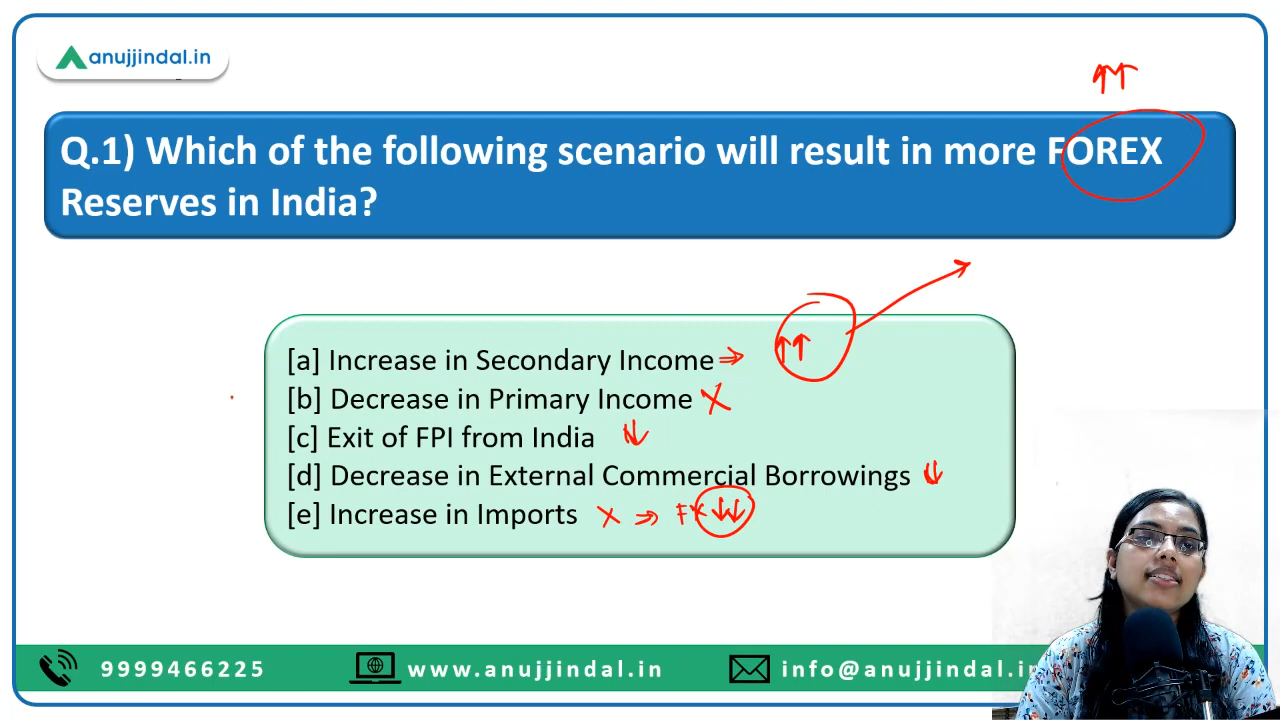 anujjindal.in
Q.1) Which of the following scenario will result in more FOREX
Reserves in India?
[a] Increase in Secondary Income
[b] Decrease in Primary Income
[c] Exit of FPI from India
[d] Decrease in External Commercial Borrowings
[e] Increase in Imports
9999466225
www.anujjindal.in
info@anujjindal.in